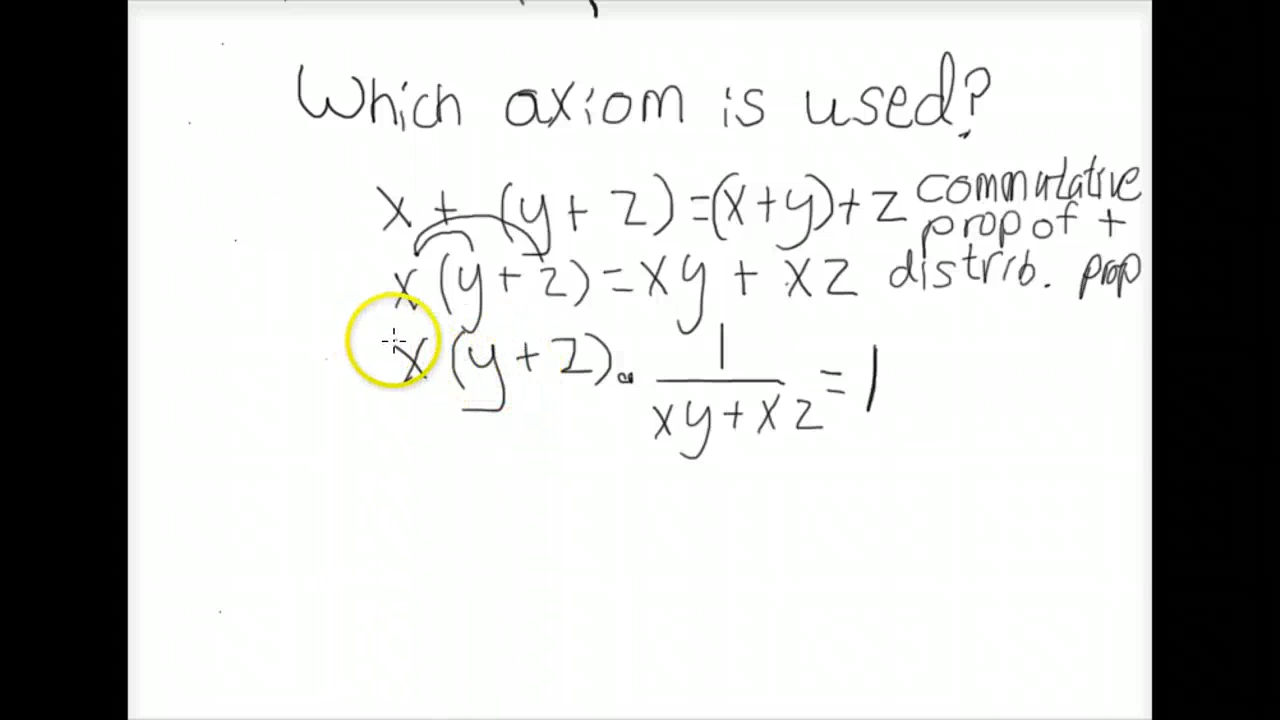 Which axiom is used?
x + (y + z) = (x + y) + z commutative
prop of +
x (y + z) = xy + xz distrib. prop
x (y + z) . 1 / xy + xz = 1